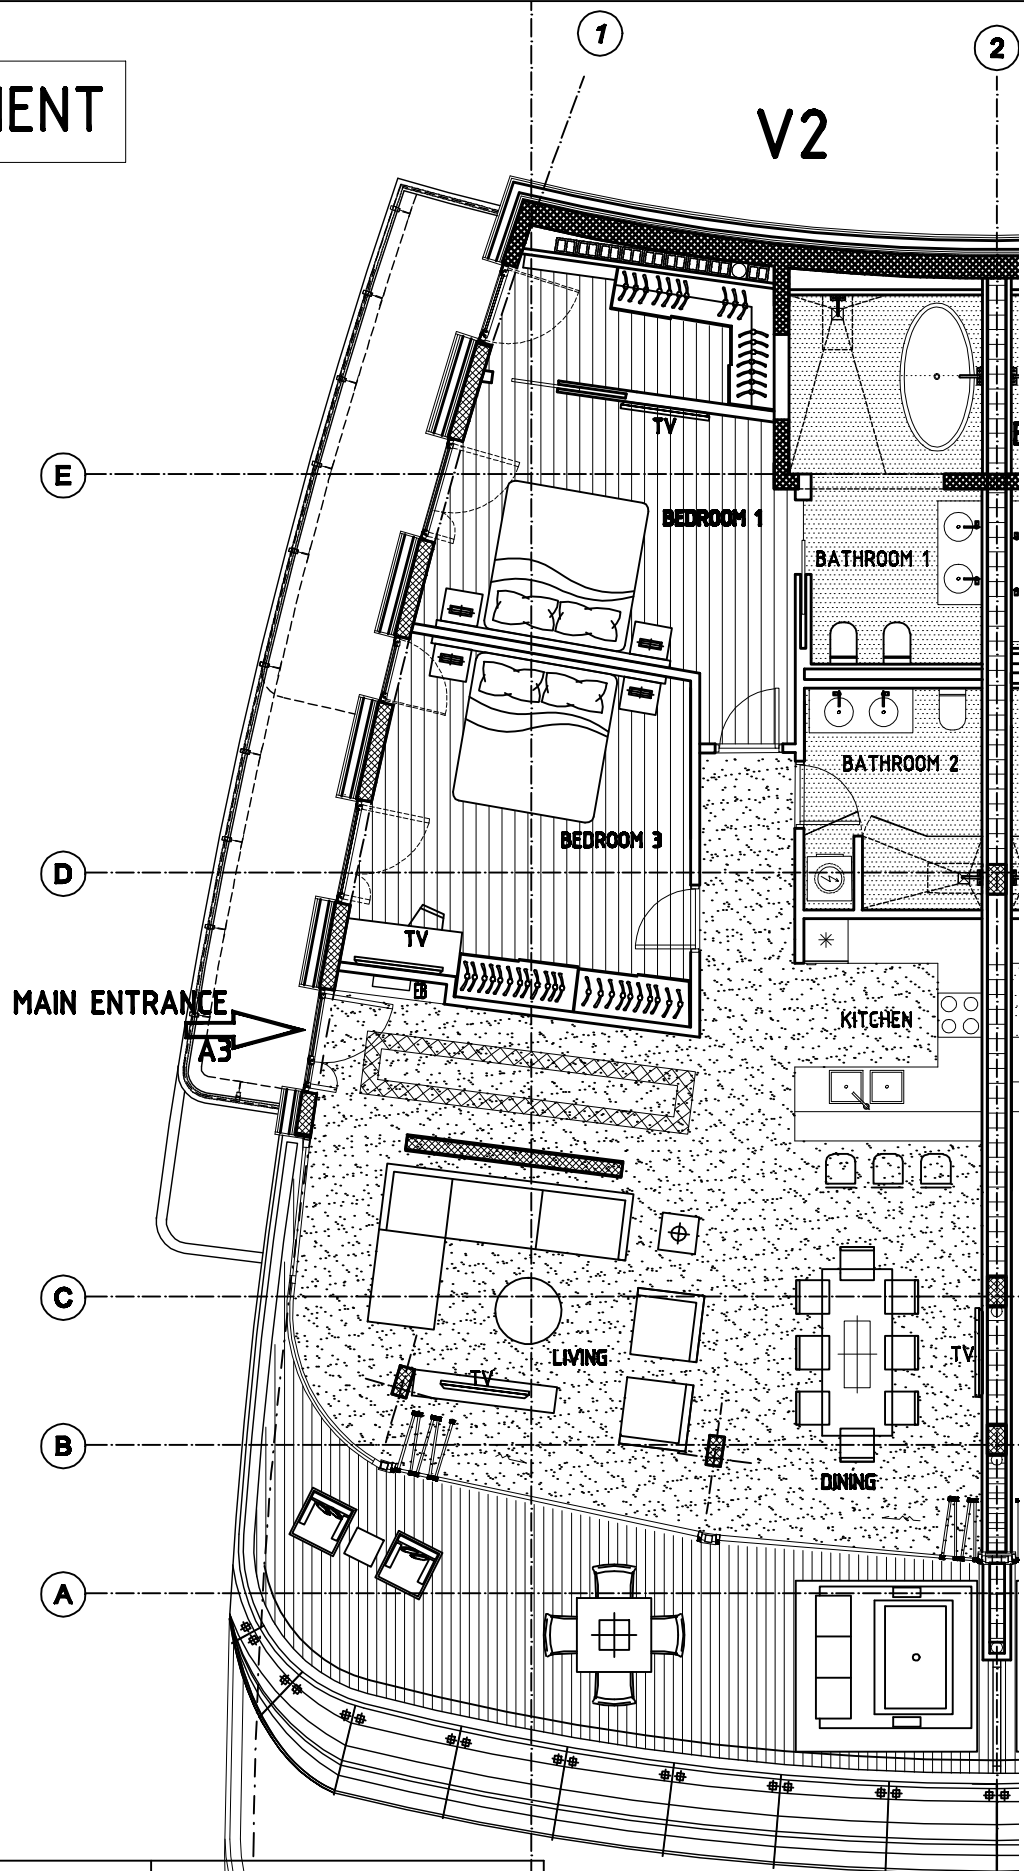 1
2
MENT
V2
TV
E
BEDROOM 1
BATHROOM 1
BATHROOM 2
BEDROOM 3
D
TV
EB
MAIN ENTRANCE
A3
KITCHEN
C
LIVING
TV
TV
B
DINING
A